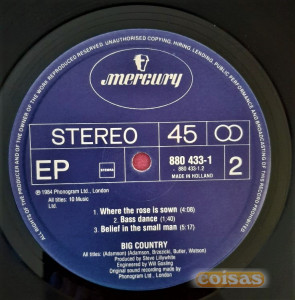 ALL RIGHTS OF THE PRODUCER AND OF THE OWNER OF THE WORK REPRODUCED RESERVED. UNAUTHORISED COPYING, HIRING, LENDING, PUBLIC PERFORMANCE AND BROADCASTING OF THIS RECORD PROHIBITED
mercury
STEREO 45
EP STEMRA 880 433-1 2
880 433-1.2
MADE IN HOLLAND
℗ 1984 Phonogram Ltd., London
All titles: 10 Music Ltd.
1. Where the rose is sown (4:08)
2. Bass dance (1.40)
3. Belief in the small man (5:17)
BIG COUNTRY
All titles: (Adamson) (Adamson, Brzezicki, Butler, Watson)
Produced by Steve Lillywhite
Engineered by Will Gosling
Original sound recording made by
Phonogram Ltd., London
coisas